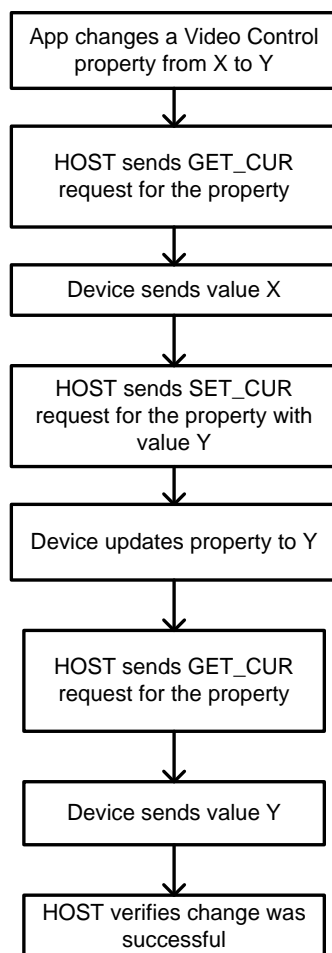 App changes a Video Control
property from X to Y
HOST sends GET_CUR
request for the property
Device sends value X
HOST sends SET_CUR
request for the property with
value Y
Device updates property to Y
HOST sends GET_CUR
request for the property
Device sends value Y
HOST verifies change was
successful